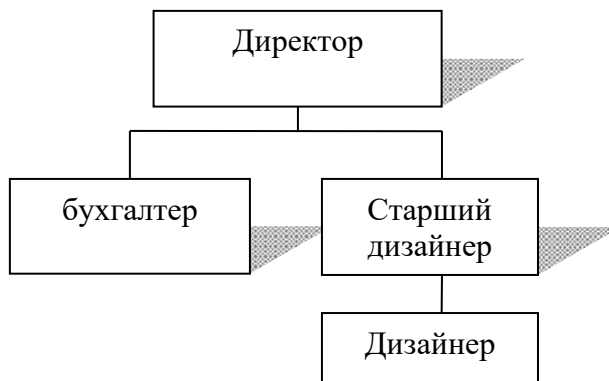 Директор
бухгалтер
Старший
дизайнер
Дизайнер